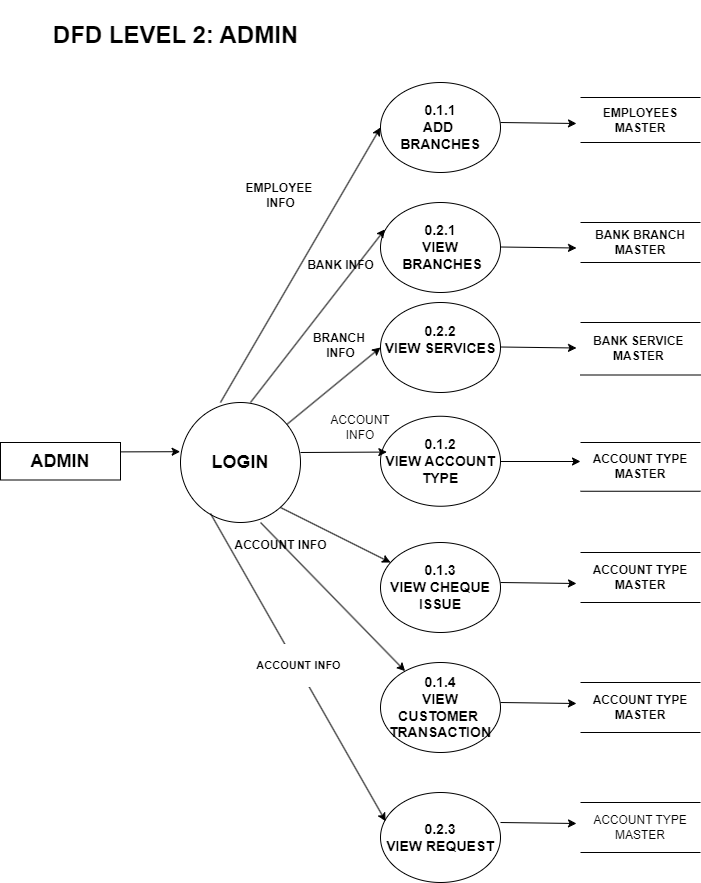 DFD LEVEL 2: ADMIN
0.1.1
ADD
BRANCHES
EMPLOYEES
MASTER
EMPLOYEE
INFO
0.2.1
VIEW
BRANCHES
BANK BRANCH
MASTER
BANK INFO
0.2.2
VIEW SERVICES
BANK SERVICE
MASTER
BRANCH
INFO
ACCOUNT
INFO
ADMIN
LOGIN
0.1.2
VIEW ACCOUNT
TYPE
ACCOUNT TYPE
MASTER
ACCOUNT INFO
0.1.3
VIEW CHEQUE
ISSUE
ACCOUNT TYPE
MASTER
ACCOUNT INFO
0.1.4
VIEW
CUSTOMER
TRANSACTION
ACCOUNT TYPE
MASTER
0.2.3
VIEW REQUEST
ACCOUNT TYPE
MASTER